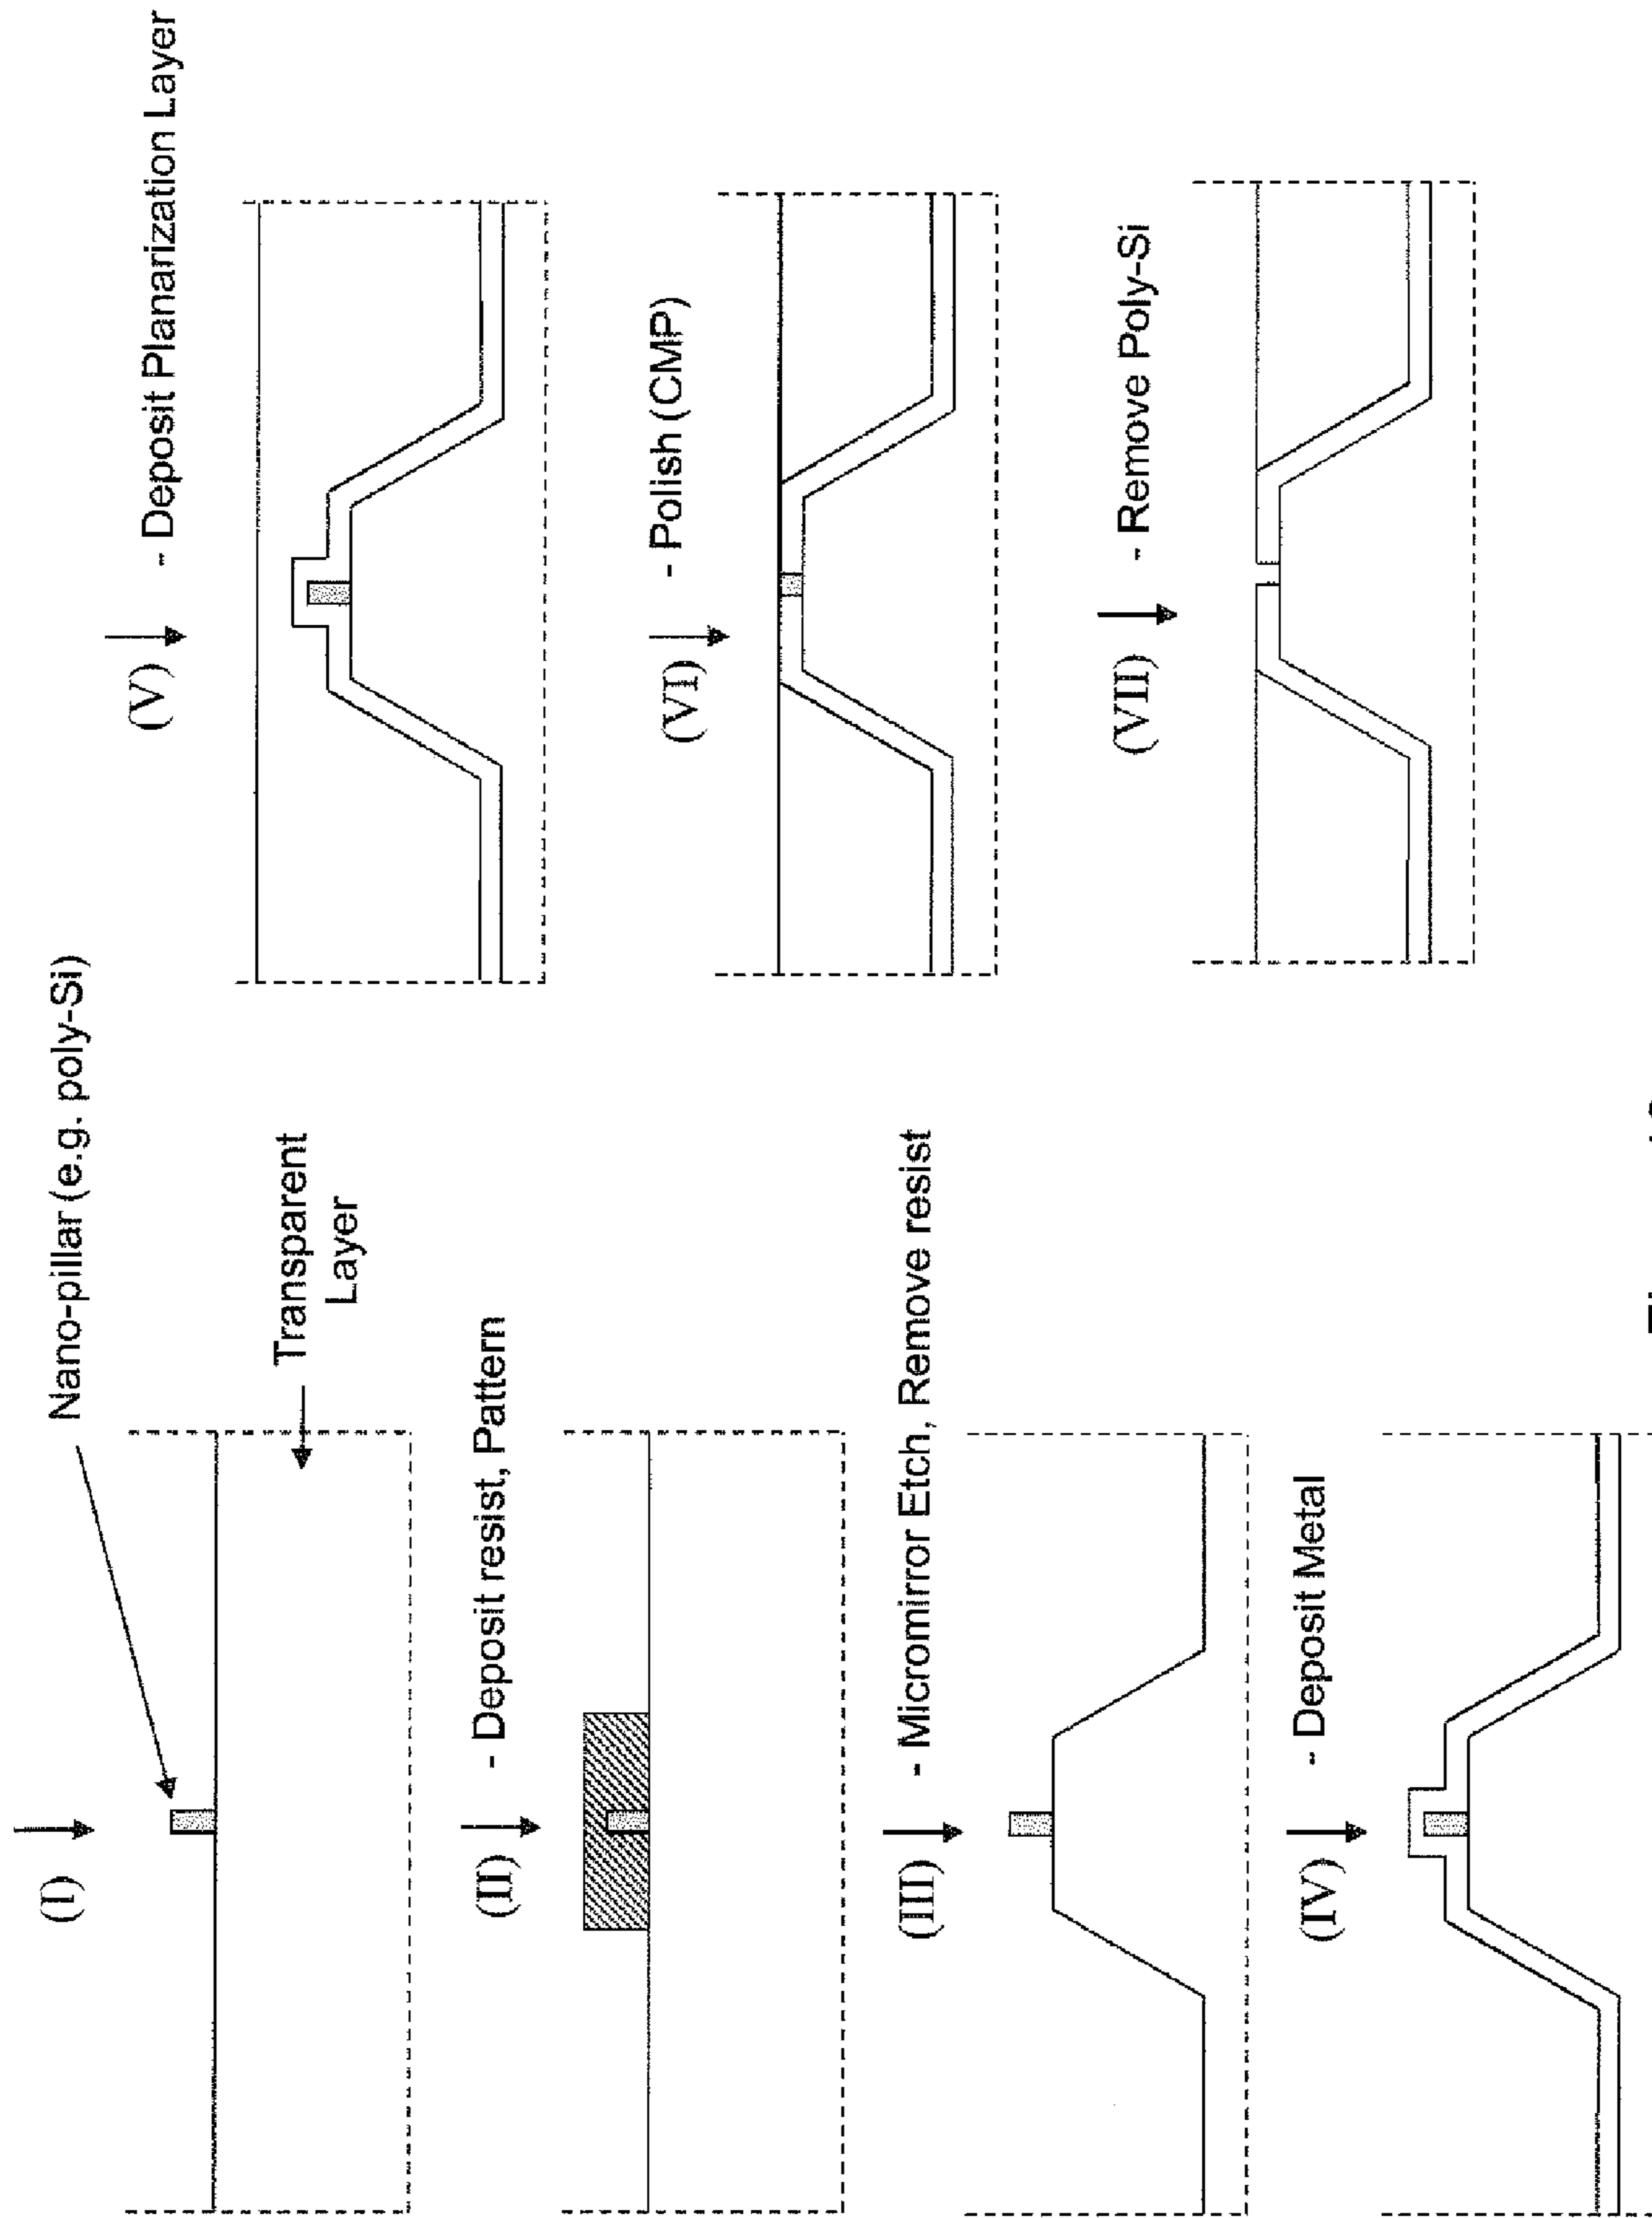 (I)
Nano-pillar (e.g. poly-Si)
Transparent
Layer
(II)
- Deposit resist, Pattern
(III)
- Micromirror Etch, Remove resist
(IV)
- Deposit Metal
(V)
- Deposit Planarization Layer
(VI)
- Polish (CMP)
(VII)
- Remove Poly-Si